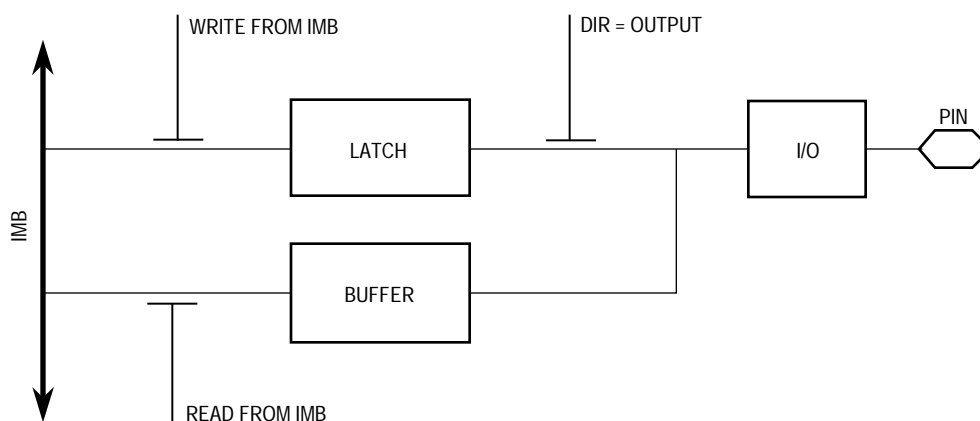 WRITE FROM IMB
DIR = OUTPUT
PIN
LATCH
I/O
IMB
BUFFER
READ FROM IMB